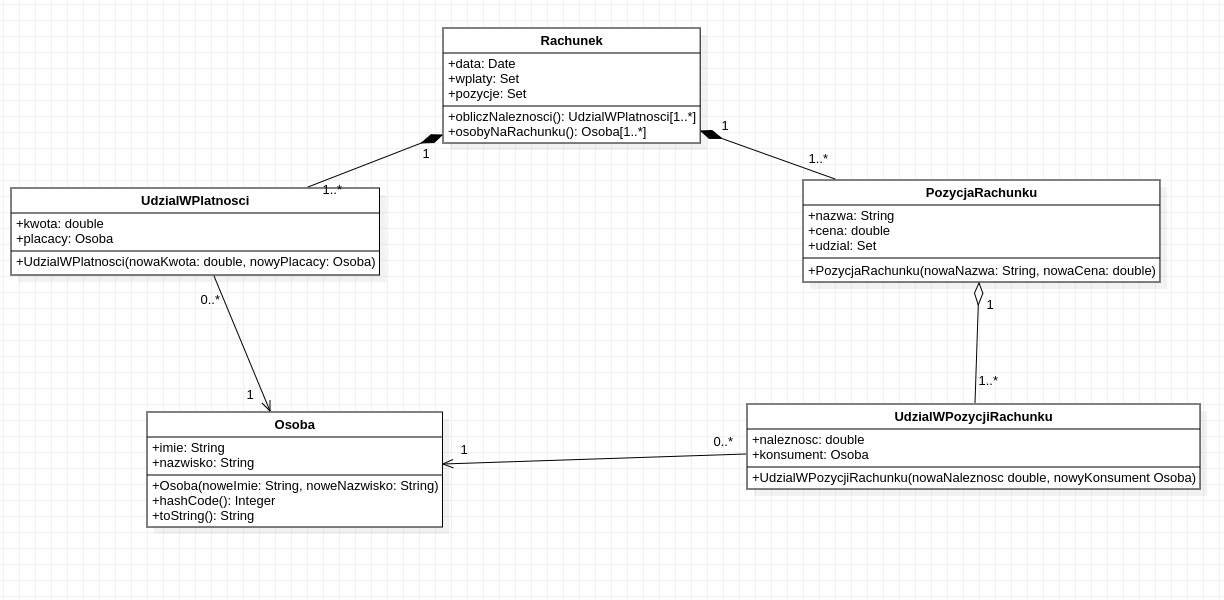 Rachunek
+data: Date
+wplaty: Set
+pozycje: Set
+obliczNaleznosci(): UdzialWPlatnosci[1..*]
+osobyNaRachunku(): Osoba[1..*]
1
1
1..*
1..*
UdzialWPlatnosci
+kwota: double
+placacy: Osoba
+UdzialWPlatnosci(nowaKwota: double, nowyPlacacy: Osoba)
PozycjaRachunku
+nazwa: String
+cena: double
+udzial: Set
+PozycjaRachunku(nowaNazwa: String, nowaCena: double)
0..*
1
1
1..*
Osoba
+imie: String
+nazwisko: String
+Osoba(noweImie: String, noweNazwisko: String)
+hashCode(): Integer
+toString(): String
1
0..*
UdzialWPozycjiRachunku
+naleznosc: double
+konsument: Osoba
+UdzialWPozycjiRachunku(nowaNaleznosc double, nowyKonsument Osoba)